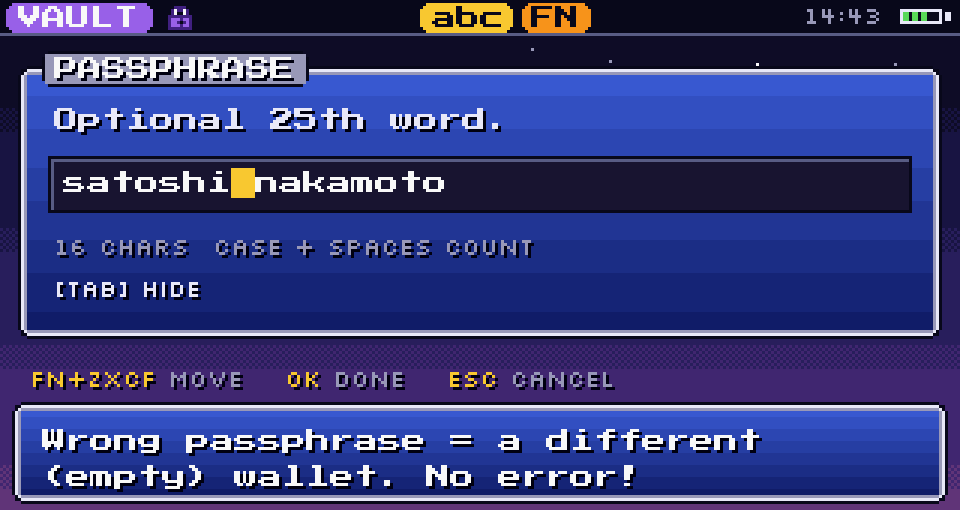 VAULT abc FN 14:43
PASSPHRASE
Optional 25th word.
satoshi nakamoto
16 CHARS CASE + SPACES COUNT
[TAB] HIDE
FN+ZXCF MOVE OK DONE ESC CANCEL
Wrong passphrase = a different
(empty) wallet. No error!